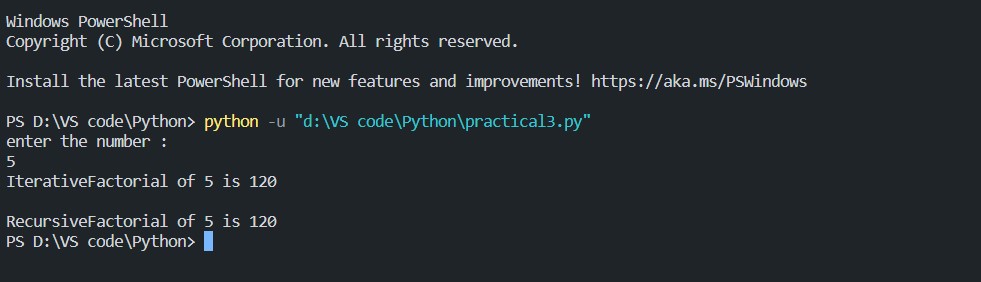 Windows PowerShell
Copyright (C) Microsoft Corporation. All rights reserved.
Install the latest PowerShell for new features and improvements! https://aka.ms/PSWindows
PS D:\VS code\Python> python -u "d:\VS code\Python\practical3.py"
enter the number :
5
IterativeFactorial of 5 is 120
RecursiveFactorial of 5 is 120
PS D:\VS code\Python>